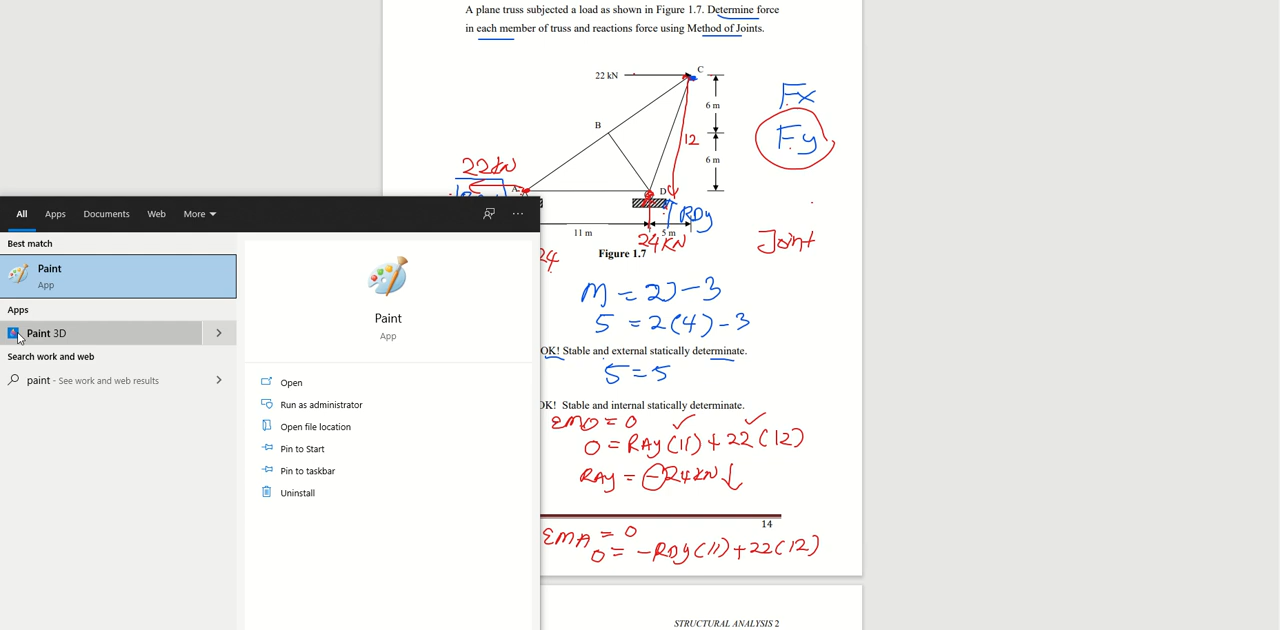 A plane truss subjected a load as shown in Figure 1.7. Determine force
in each member of truss and reactions force using Method of Joints.
22 kN
C
6 m
Fx
B
Fy
12
6 m
22kN
A
D
RDy
11 m
5 m
24KN
Joint
Figure 1.7
24
M = 2J - 3
5 = 2(4) - 3
OK! Stable and external statically determinate.
5 = 5
OK! Stable and internal statically determinate.
ΣMD = 0
0 = RAy (11) + 22 (12)
RAy = -24KN ↓
14
ΣMA = 0
0 = -RDy (11) + 22 (12)
STRUCTURAL ANALYSIS 2
All Apps Documents Web More
Best match
Paint
App
Apps
Paint 3D
Search work and web
paint - See work and web results
Paint
App
Open
Run as administrator
Open file location
Pin to Start
Pin to taskbar
Uninstall